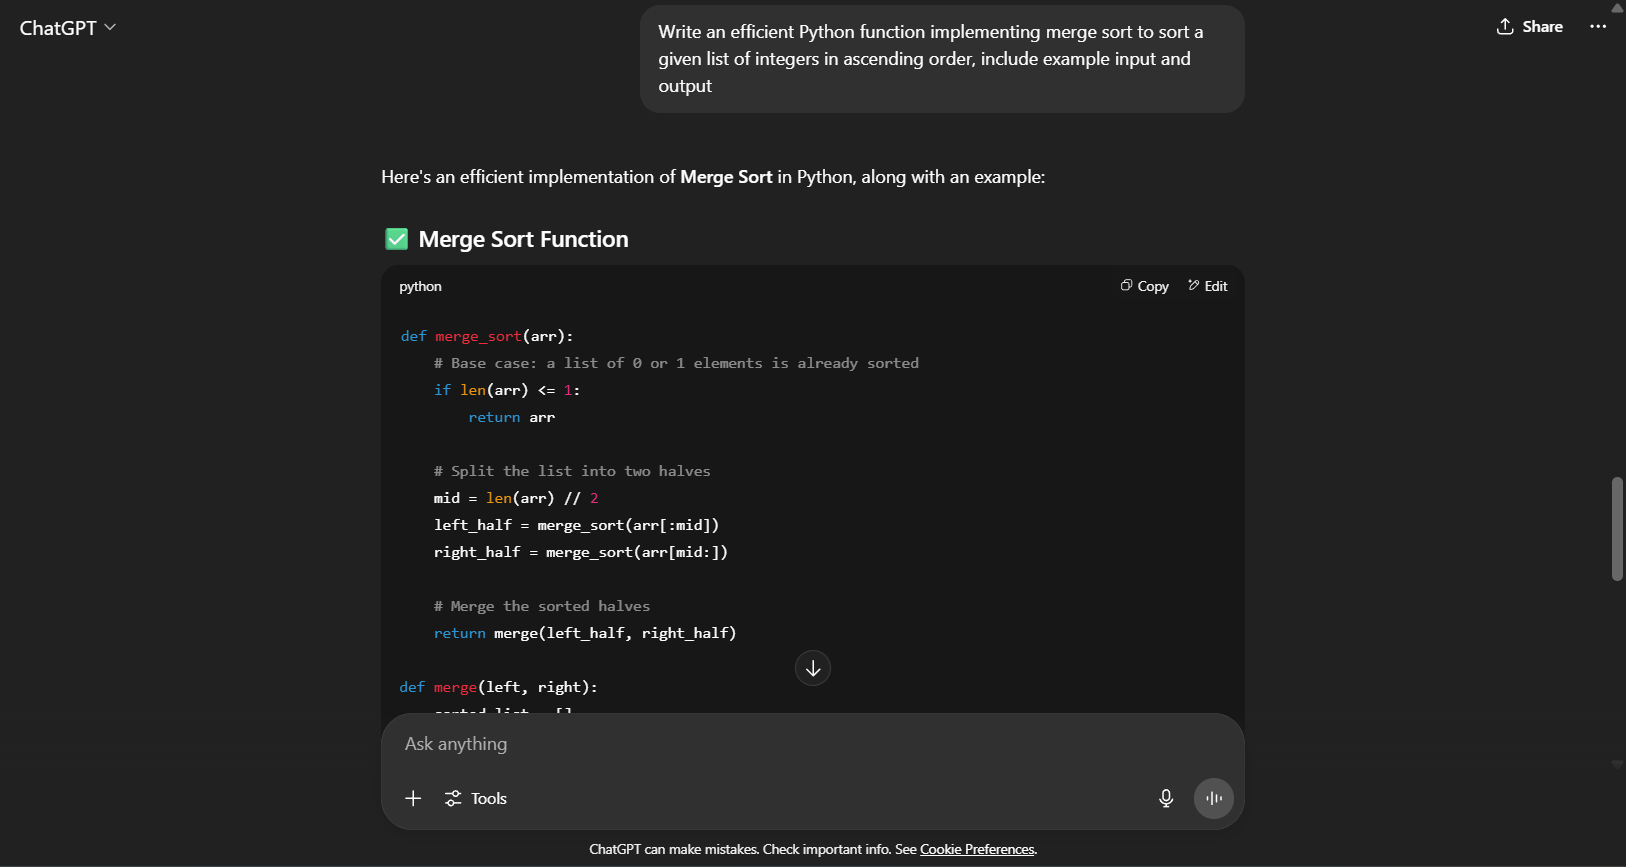 ChatGPT
Share
Write an efficient Python function implementing merge sort to sort a
given list of integers in ascending order, include example input and
output
Here's an efficient implementation of Merge Sort in Python, along with an example:
✅ Merge Sort Function
python
Copy
Edit
def merge_sort(arr):
    # Base case: a list of 0 or 1 elements is already sorted
    if len(arr) <= 1:
        return arr
    # Split the list into two halves
    mid = len(arr) // 2
    left_half = merge_sort(arr[:mid])
    right_half = merge_sort(arr[mid:])
    # Merge the sorted halves
    return merge(left_half, right_half)
def merge(left, right):
    sorted_list = []
Ask anything
Tools
ChatGPT can make mistakes. Check important info. See Cookie Preferences.